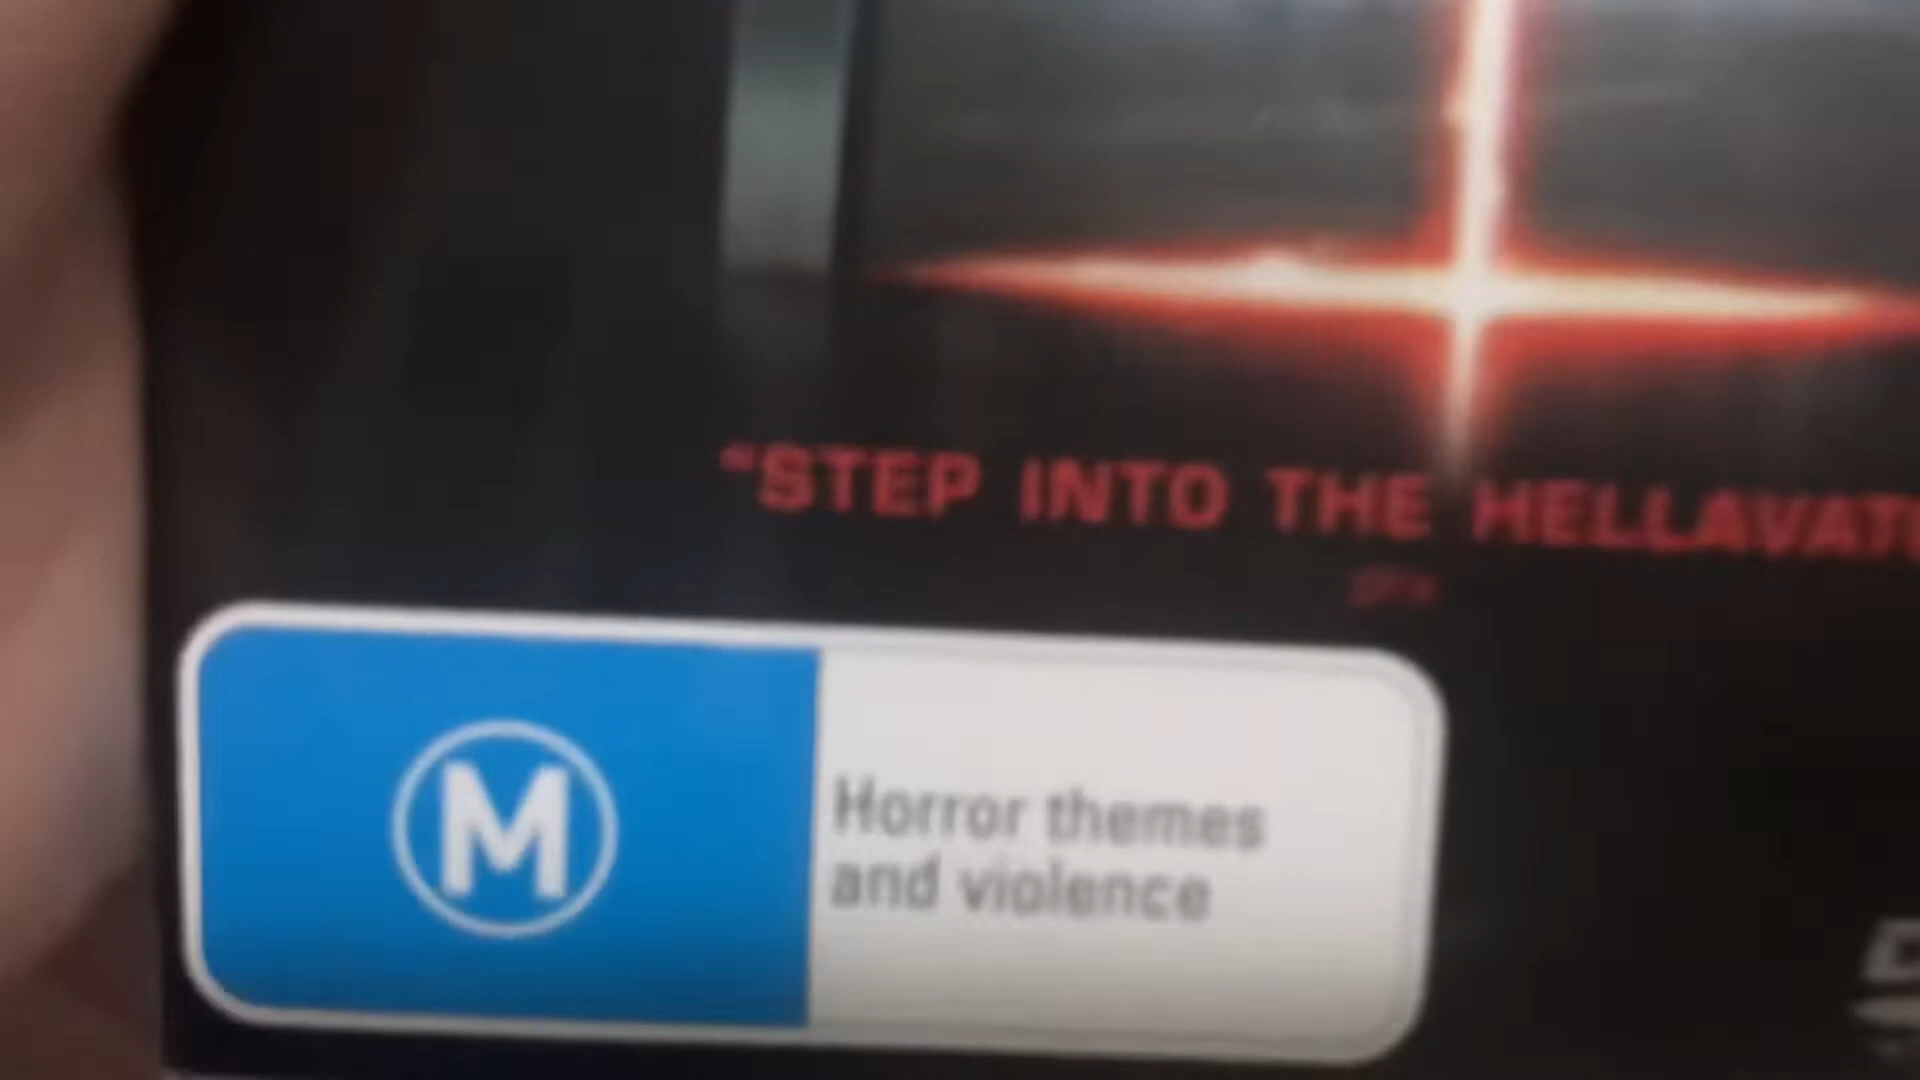 "STEP INTO THE HELLAVAT
M
Horror themes
and violence